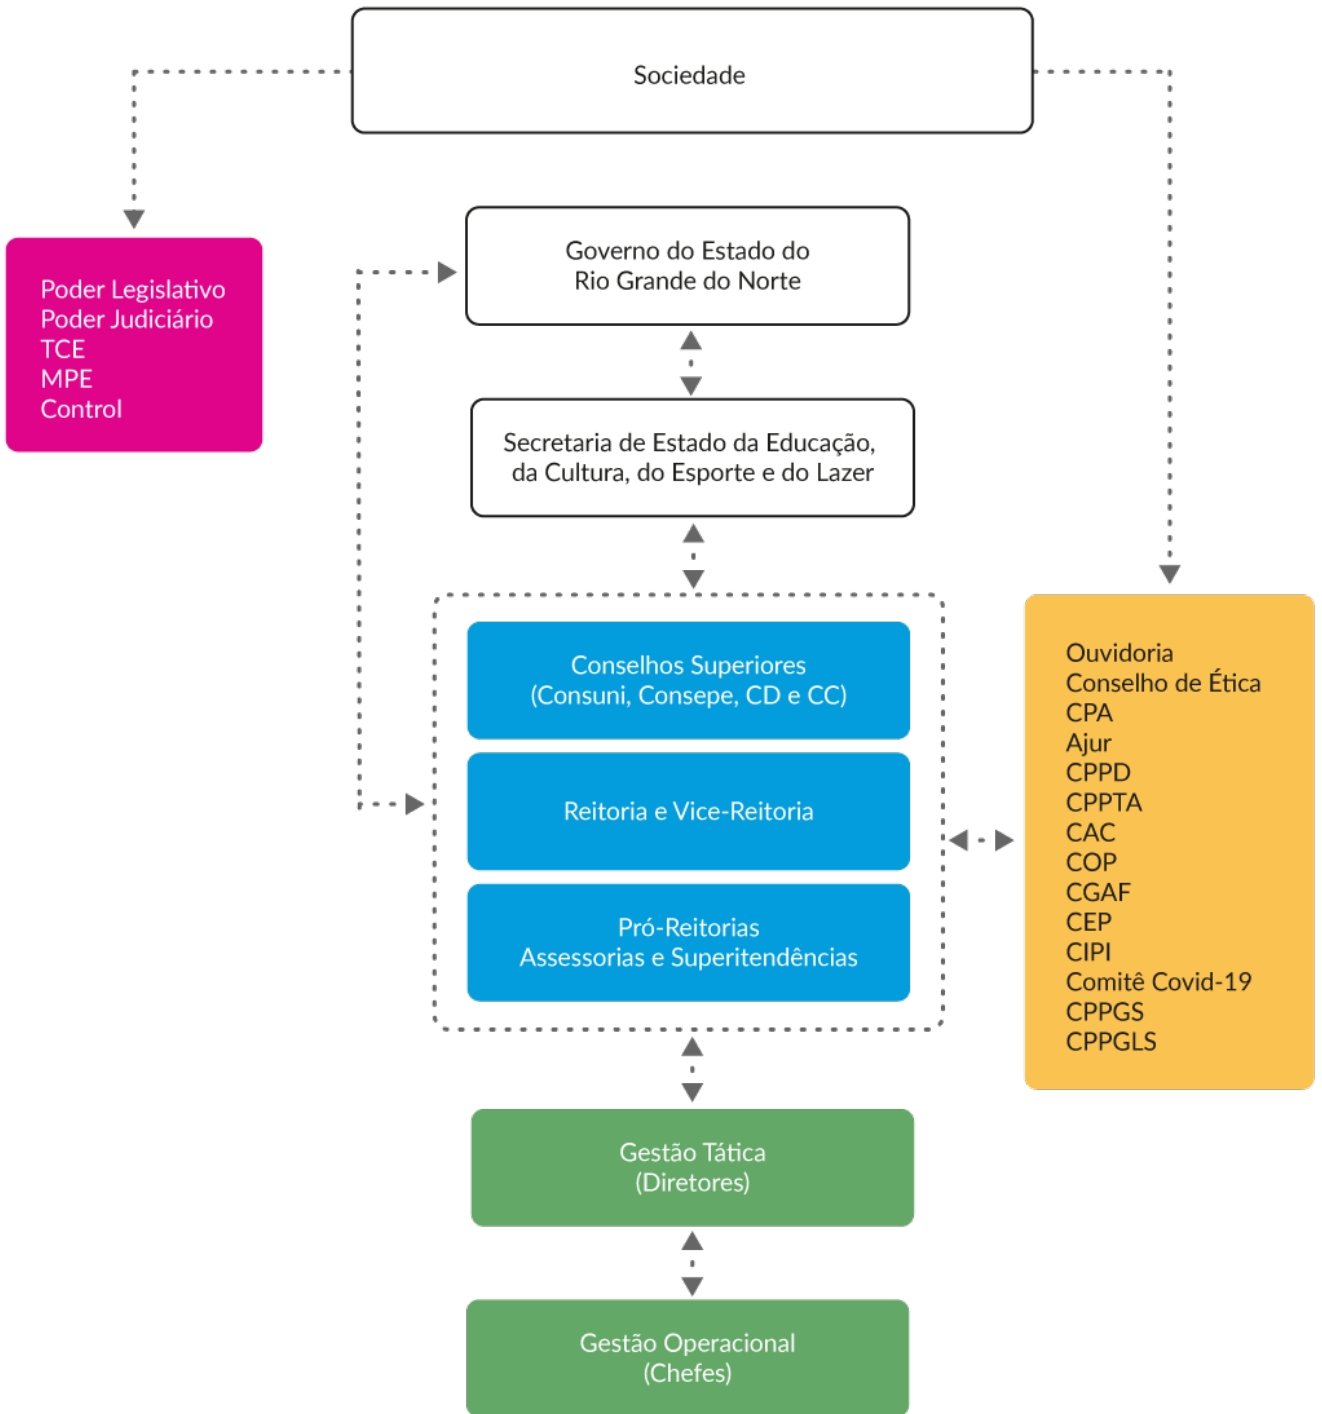 Sociedade
Poder Legislativo
Poder Judiciário
TCE
MPE
Control
Governo do Estado do
Rio Grande do Norte
Secretaria de Estado da Educação,
da Cultura, do Esporte e do Lazer
Conselhos Superiores
(Consuni, Consepe, CD e CC)
Reitoria e Vice-Reitoria
Pró-Reitorias
Assessorias e Superitendências
Ouvidoria
Conselho de Ética
CPA
Ajur
CPPD
CPPTA
CAC
COP
CGAF
CEP
CIPI
Comitê Covid-19
CPPGS
CPPGLS
Gestão Tática
(Diretores)
Gestão Operacional
(Chefes)